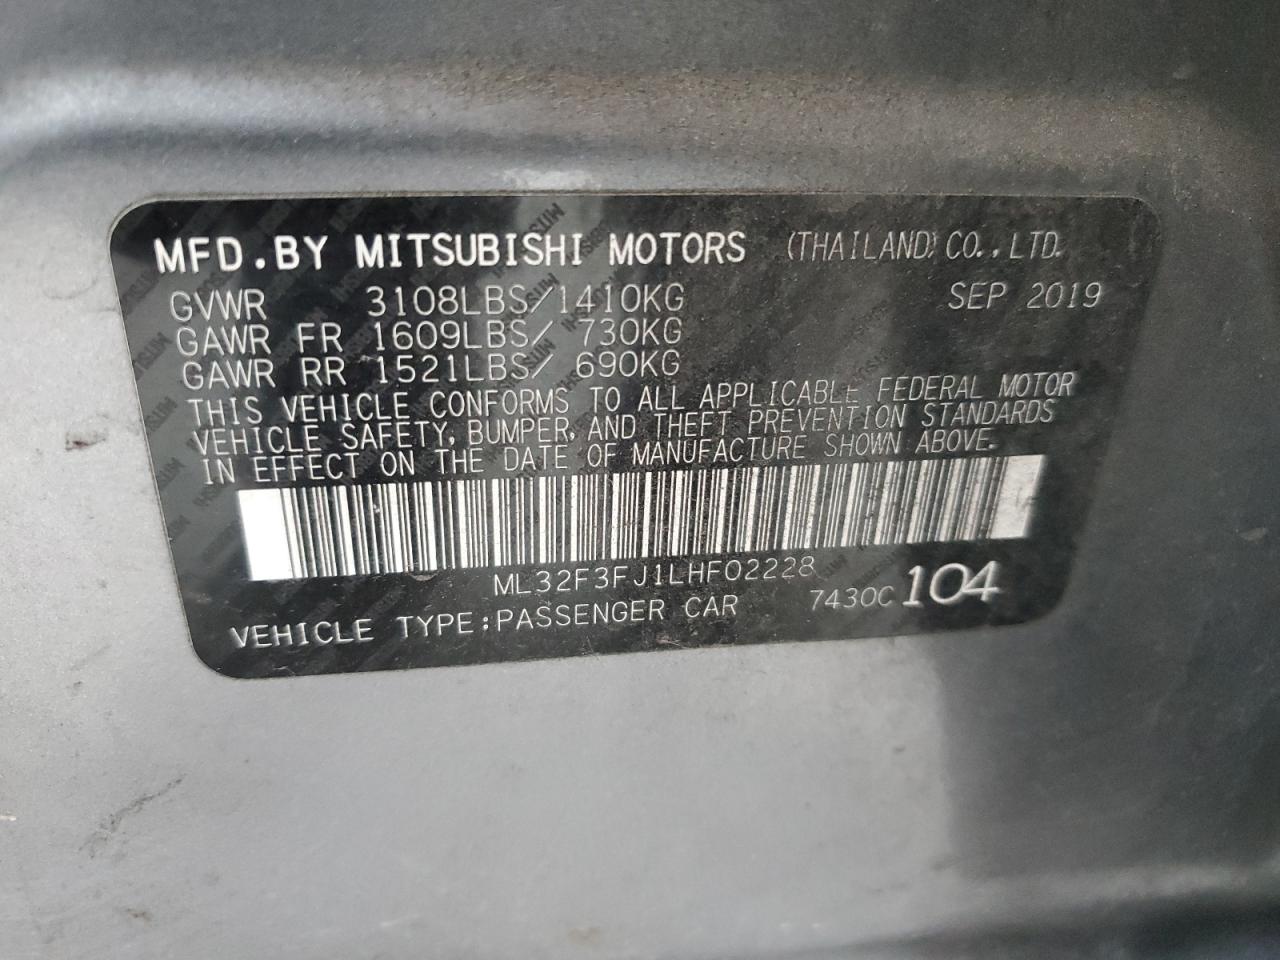 MFD.BY MITSUBISHI MOTORS (THAILAND) CO.,LTD.
GVWR 3108LBS/1410KG SEP 2019
GAWR FR 1609LBS/ 730KG
GAWR RR 1521LBS/ 690KG
THIS VEHICLE CONFORMS TO ALL APPLICABLE FEDERAL MOTOR
VEHICLE SAFETY, BUMPER, AND THEFT PREVENTION STANDARDS
IN EFFECT ON THE DATE OF MANUFACTURE SHOWN ABOVE.
ML32F3FJ1LHF02228
VEHICLE TYPE:PASSENGER CAR 7430C 104